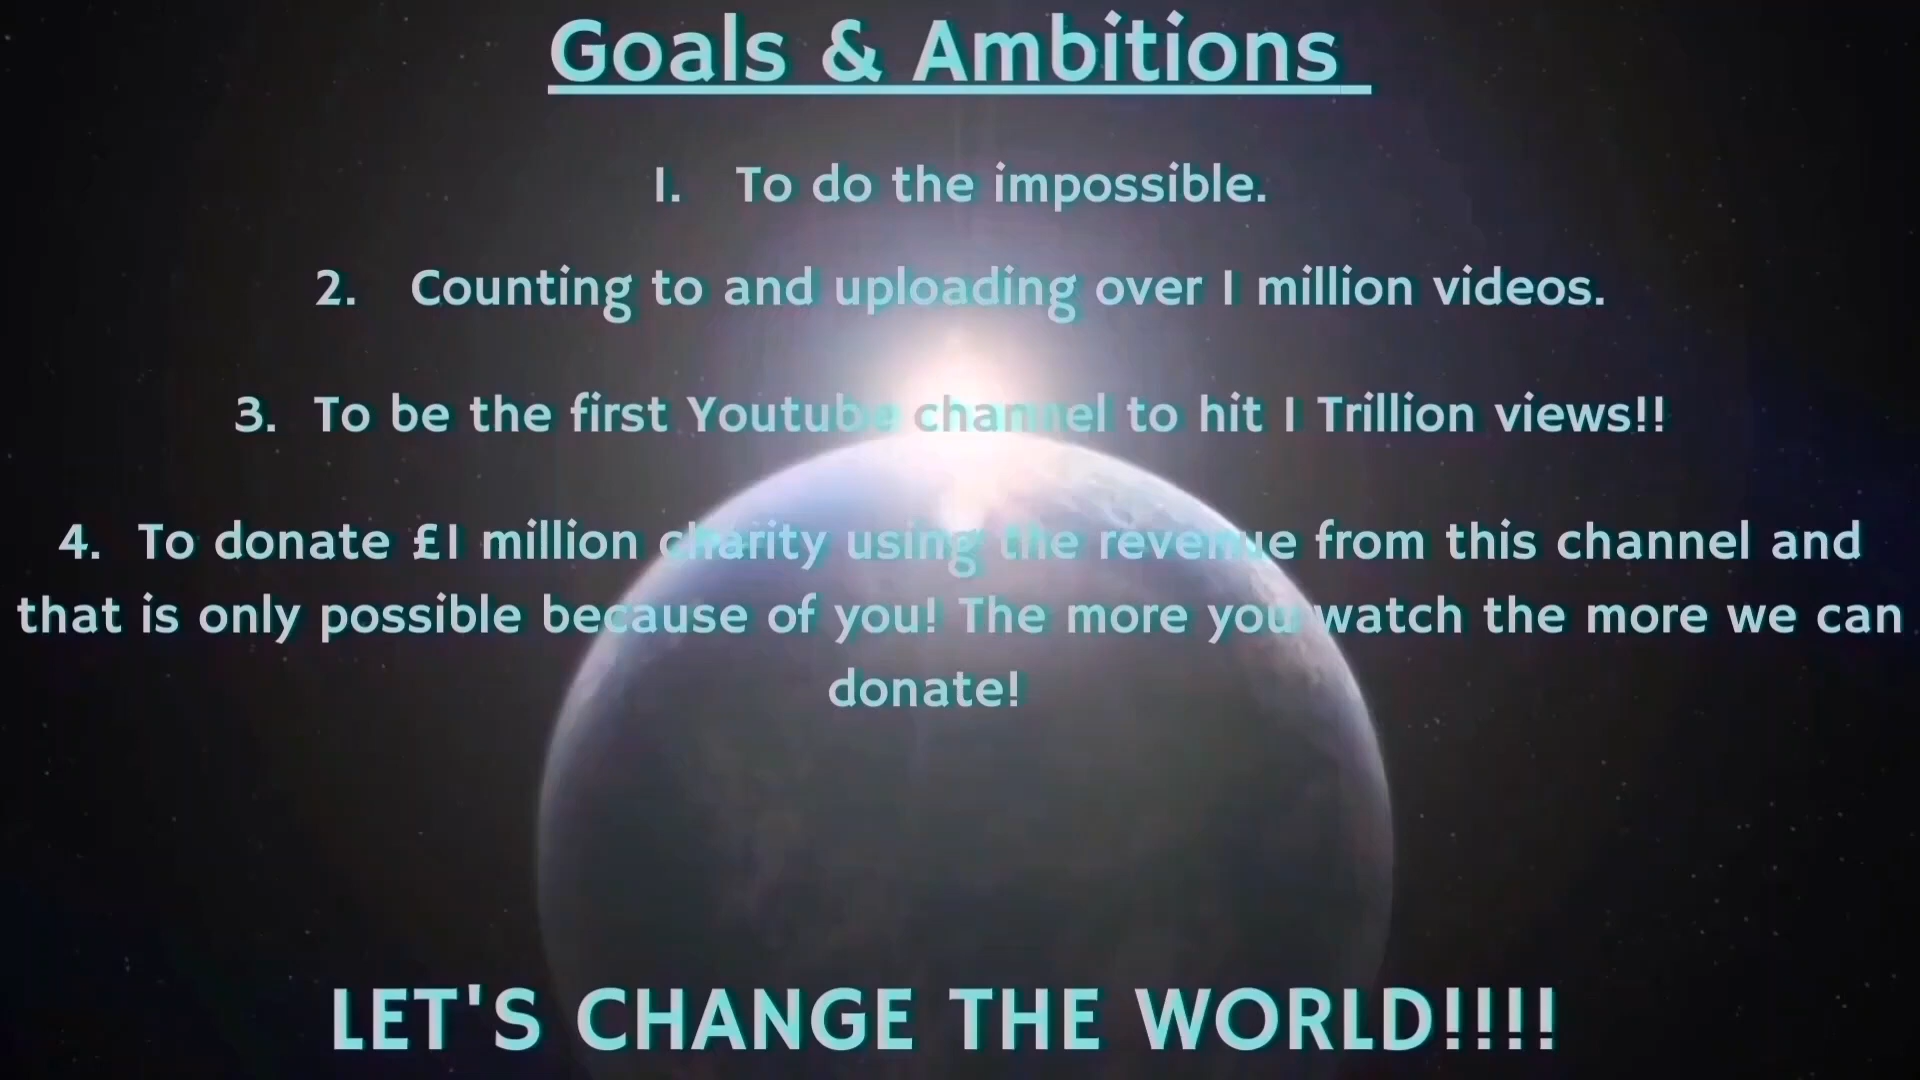 Goals & Ambitions
1. To do the impossible.
2. Counting to and uploading over 1 million videos.
3. To be the first Youtube channel to hit 1 Trillion views!!
4. To donate £1 million charity using the revenue from this channel and
that is only possible because of you! The more you watch the more we can
donate!
LET'S CHANGE THE WORLD!!!!